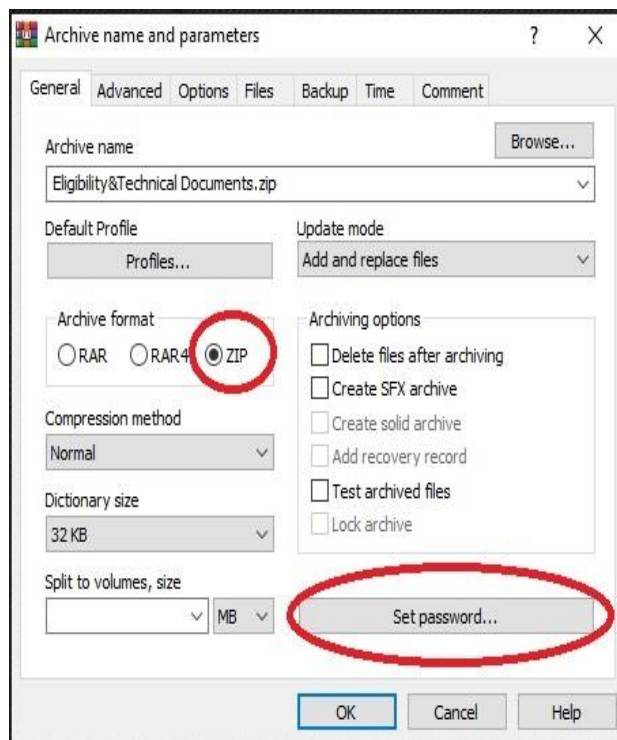 Archive name and parameters
?
X
General Advanced Options Files Backup Time Comment
Archive name
Browse...
Eligibility&Technical Documents.zip
Default Profile
Profiles...
Update mode
Add and replace files
Archive format
RAR RAR4 ZIP
Compression method
Normal
Dictionary size
32 KB
Split to volumes, size
MB
Archiving options
Delete files after archiving
Create SFX archive
Create solid archive
Add recovery record
Test archived files
Lock archive
Set password...
OK Cancel Help